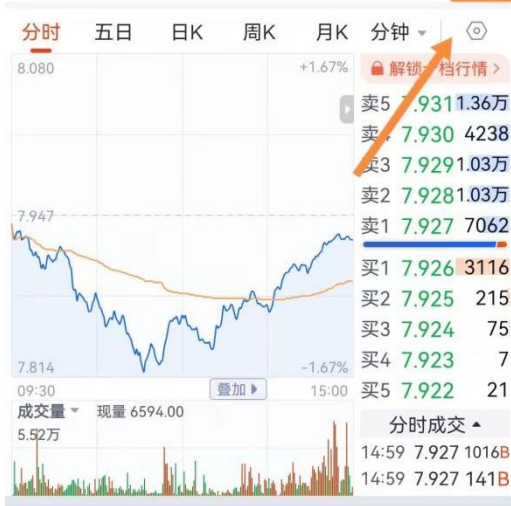 分时 五日 日K 周K 月K 分钟
8.080 +1.67%
解锁 档行情 >
卖5 7.931 1.36万
卖4 7.930 4238
卖3 7.929 1.03万
卖2 7.928 1.03万
7.947
卖1 7.927 7062
买1 7.926 3116
买2 7.925 215
买3 7.924 75
买4 7.923 7
7.814 -1.67%
09:30 叠加 15:00
买5 7.922 21
成交量 现量 6594.00
分时成交
5.52万
14:59 7.927 1016B
14:59 7.927 141B